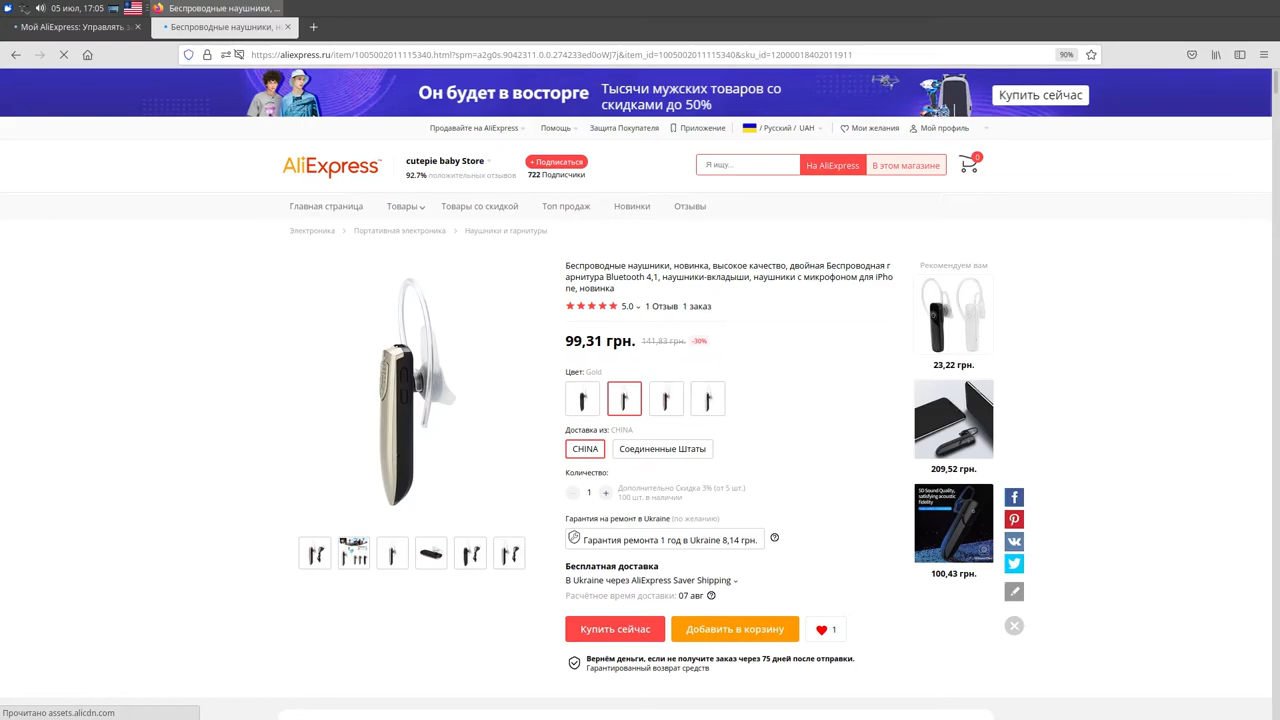 05 июл, 17:05
Беспроводные наушники, ...
Мой AliExpress: Управлять з
Беспроводные наушники, н
https://aliexpress.ru/item/1005002011115340.html?spm=a2g0s.9042311.0.0.274233ed0oWJ7j&item_id=1005002011115340&sku_id=12000018402011911
90%
Он будет в восторге
Тысячи мужских товаров со
скидками до 50%
Купить сейчас
Продавайте на AliExpress
Помощь
Защита Покупателя
Приложение
/ Русский / UAH
Мои желания
Мой профиль
AliExpress™
cutepie baby Store
92.7% положительных отзывов
+ Подписаться
722 Подписчики
Я ищу...
На AliExpress
В этом магазине
0
Главная страница
Товары
Товары со скидкой
Топ продаж
Новинки
Отзывы
Электроника
Портативная электроника
Наушники и гарнитуры
Беспроводные наушники, новинка, высокое качество, двойная Беспроводная г
арнитура Bluetooth 4,1, наушники-вкладыши, наушники с микрофоном для iPho
ne, новинка
5.0
1 Отзыв
1 заказ
99,31 грн.
141,83 грн.
-30%
Цвет: Gold
Доставка из: CHINA
CHINA
Соединенные Штаты
Количество:
1
+
Дополнительно Скидка 3% (от 5 шт.)
100 шт. в наличии
Гарантия на ремонт в Ukraine (по желанию)
Гарантия ремонта 1 год в Ukraine 8,14 грн.
Бесплатная доставка
В Ukraine через AliExpress Saver Shipping
Расчётное время доставки: 07 авг
Купить сейчас
Добавить в корзину
1
Вернём деньги, если не получите заказ через 75 дней после отправки.
Гарантированный возврат средств
Рекомендуем вам
23,22 грн.
209,52 грн.
5D Sound Quality,
satisfying acoustic
fidelity
100,43 грн.
Прочитано assets.alicdn.com